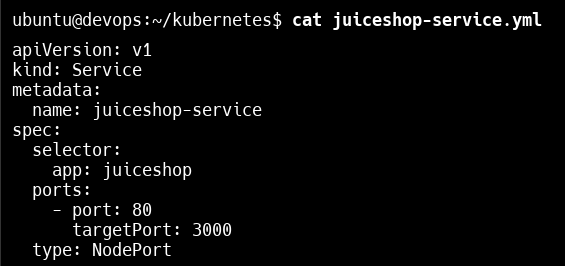 ubuntu@devops:~/kubernetes$ cat juiceshop-service.yml
apiVersion: v1
kind: Service
metadata:
  name: juiceshop-service
spec:
  selector:
    app: juiceshop
  ports:
    - port: 80
      targetPort: 3000
  type: NodePort